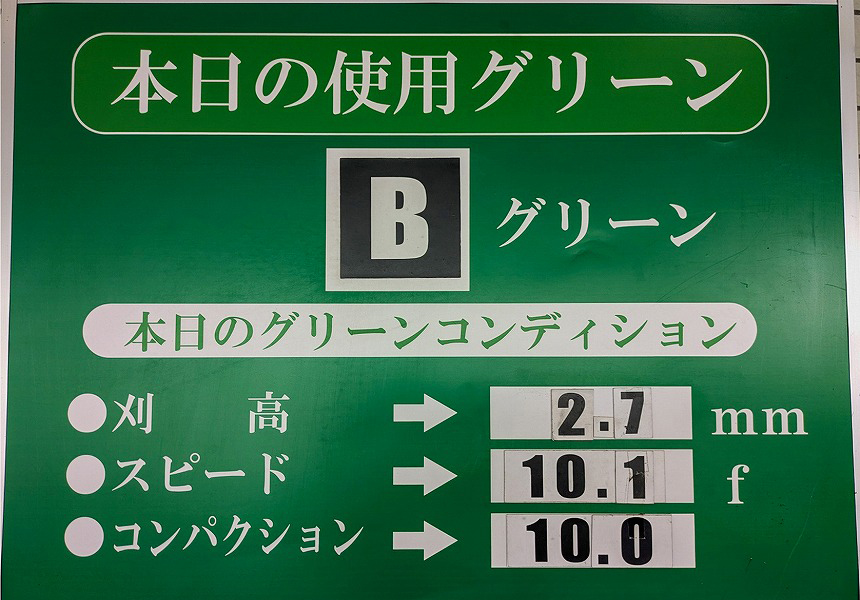 本日の使用グリーン
B グリーン
本日のグリーンコンディション
●刈 高 → 2.7 mm
●スピード → 10.1 f
●コンパクション → 10.0